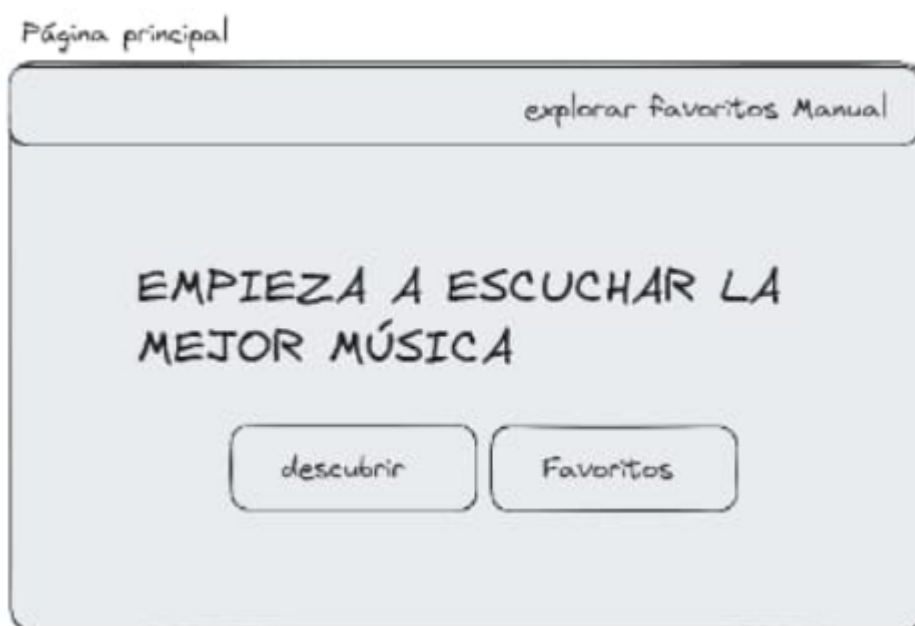 Página principal
explorar favoritos Manual
EMPIEZA A ESCUCHAR LA
MEJOR MÚSICA
descubrir Favoritos